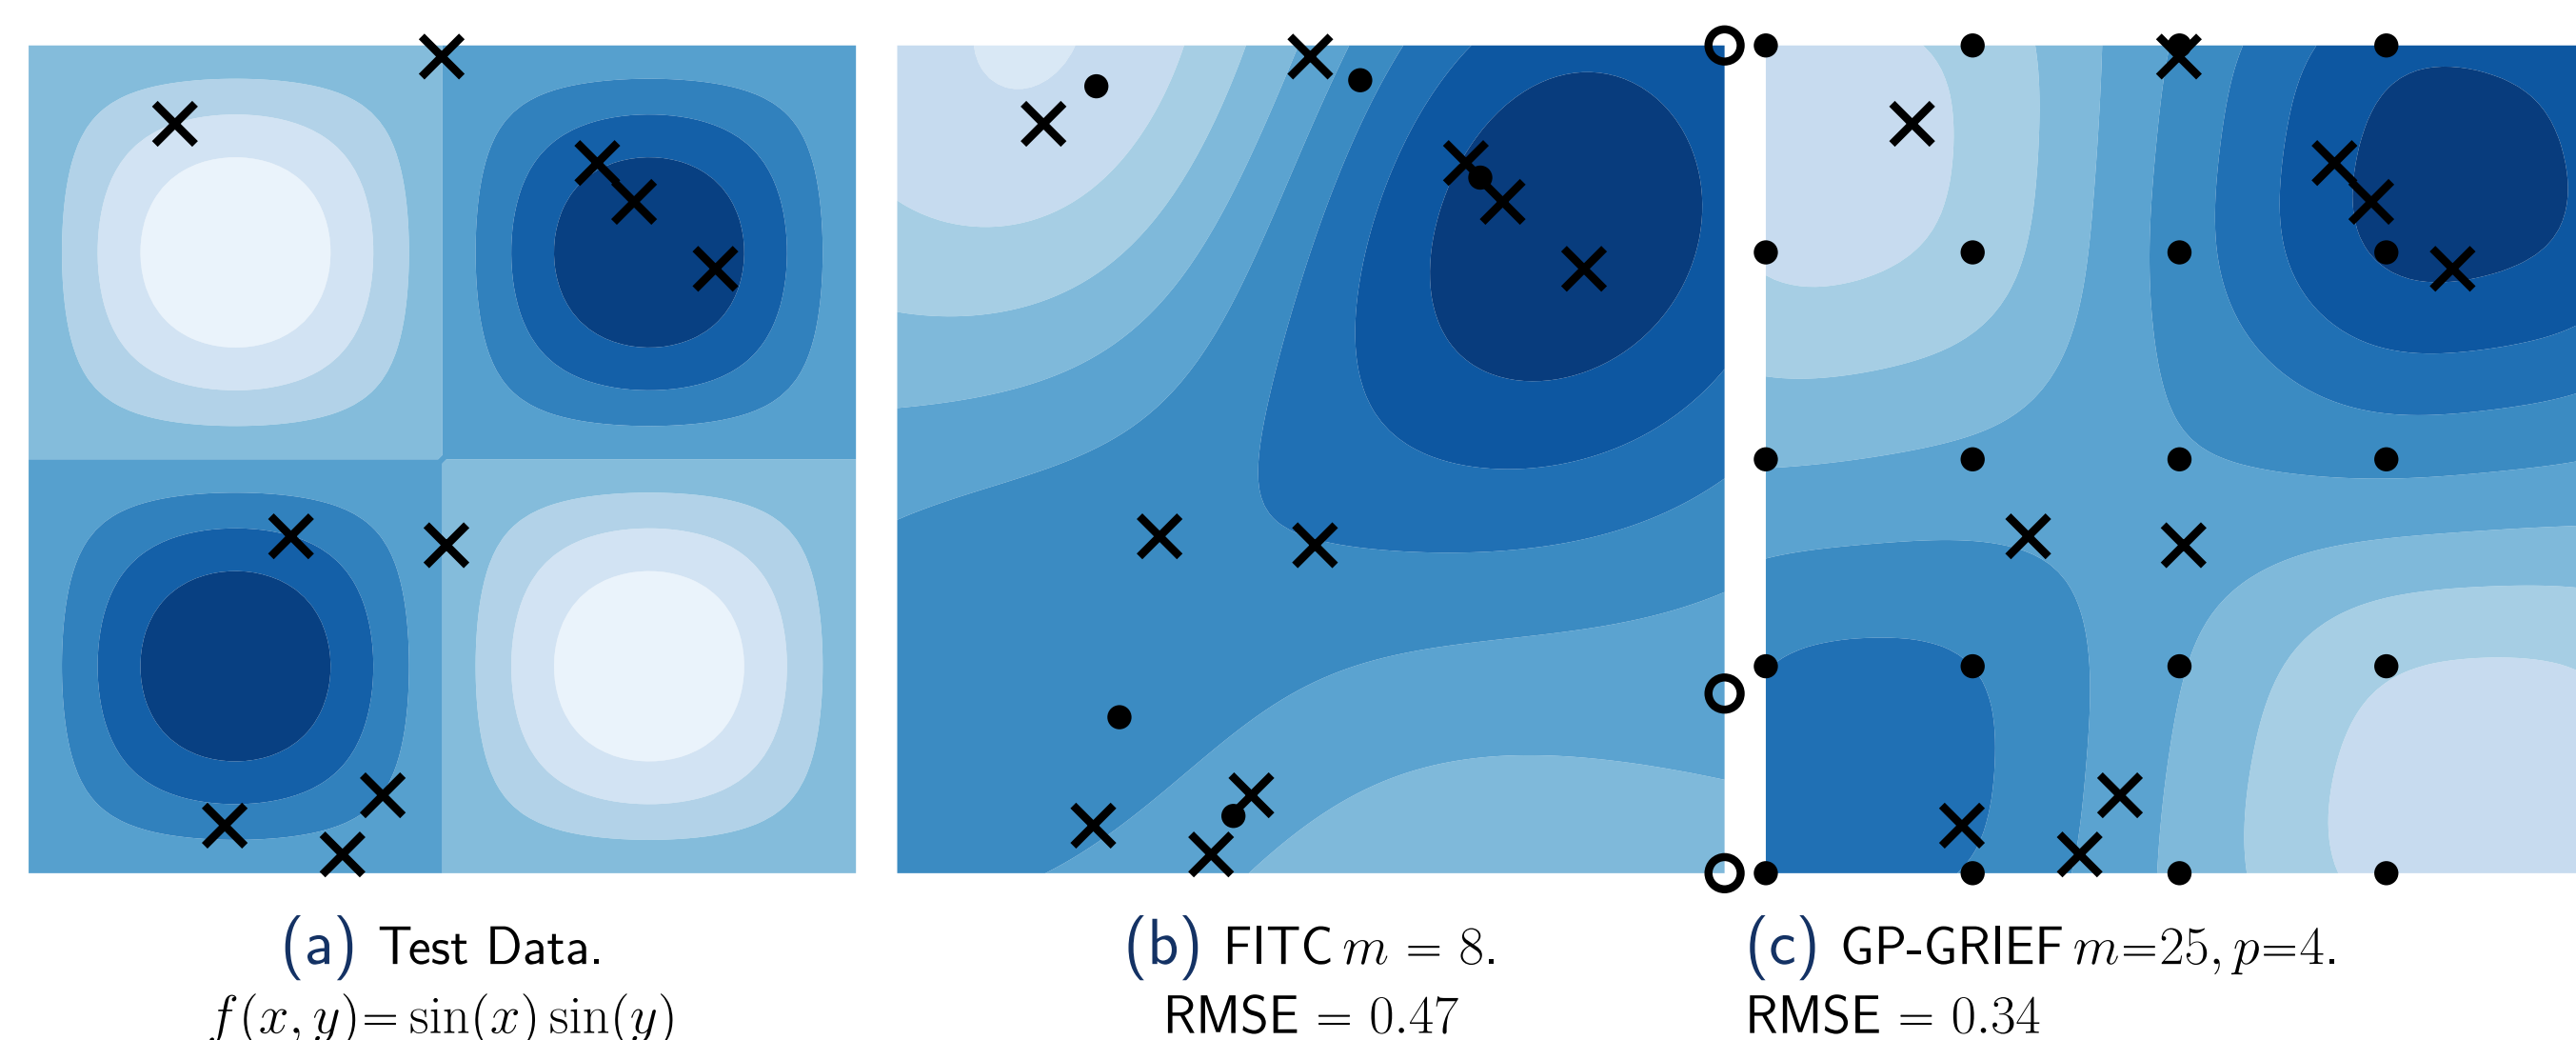 (a) Test Data.
f(x, y)= sin(x) sin(y)
(b) FITC m = 8.
RMSE = 0.47
(c) GP-GRIEF m=25, p=4.
RMSE = 0.34